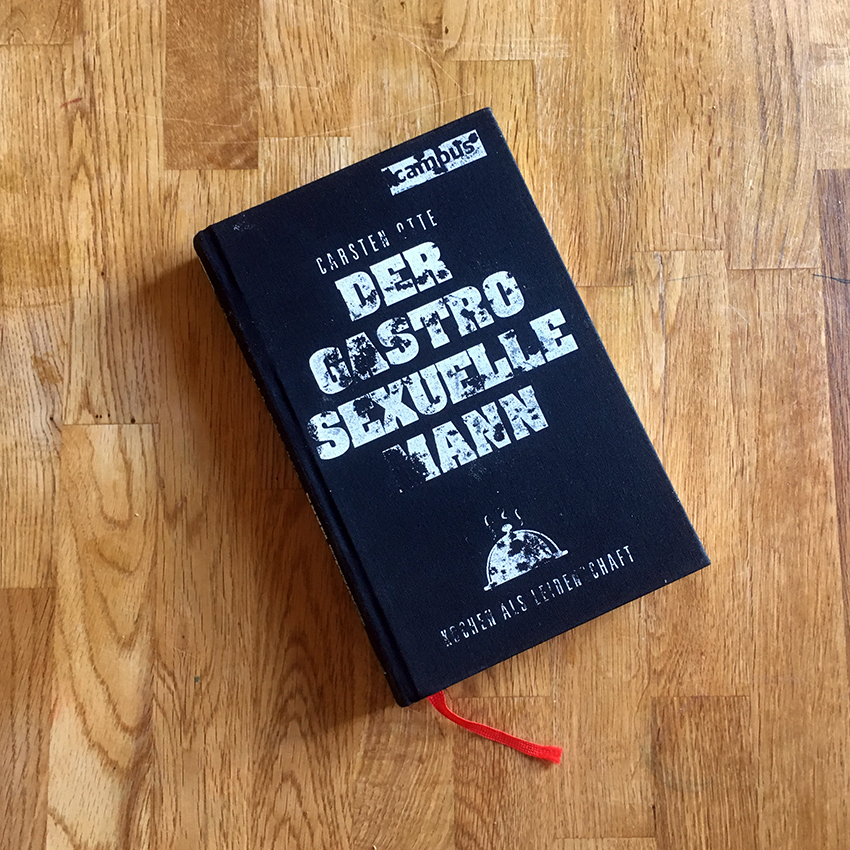 campus
CARSTEN OTTE
DER
GASTRO
SEXUELLE
MANN
KOCHEN ALS LEIDENSCHAFT